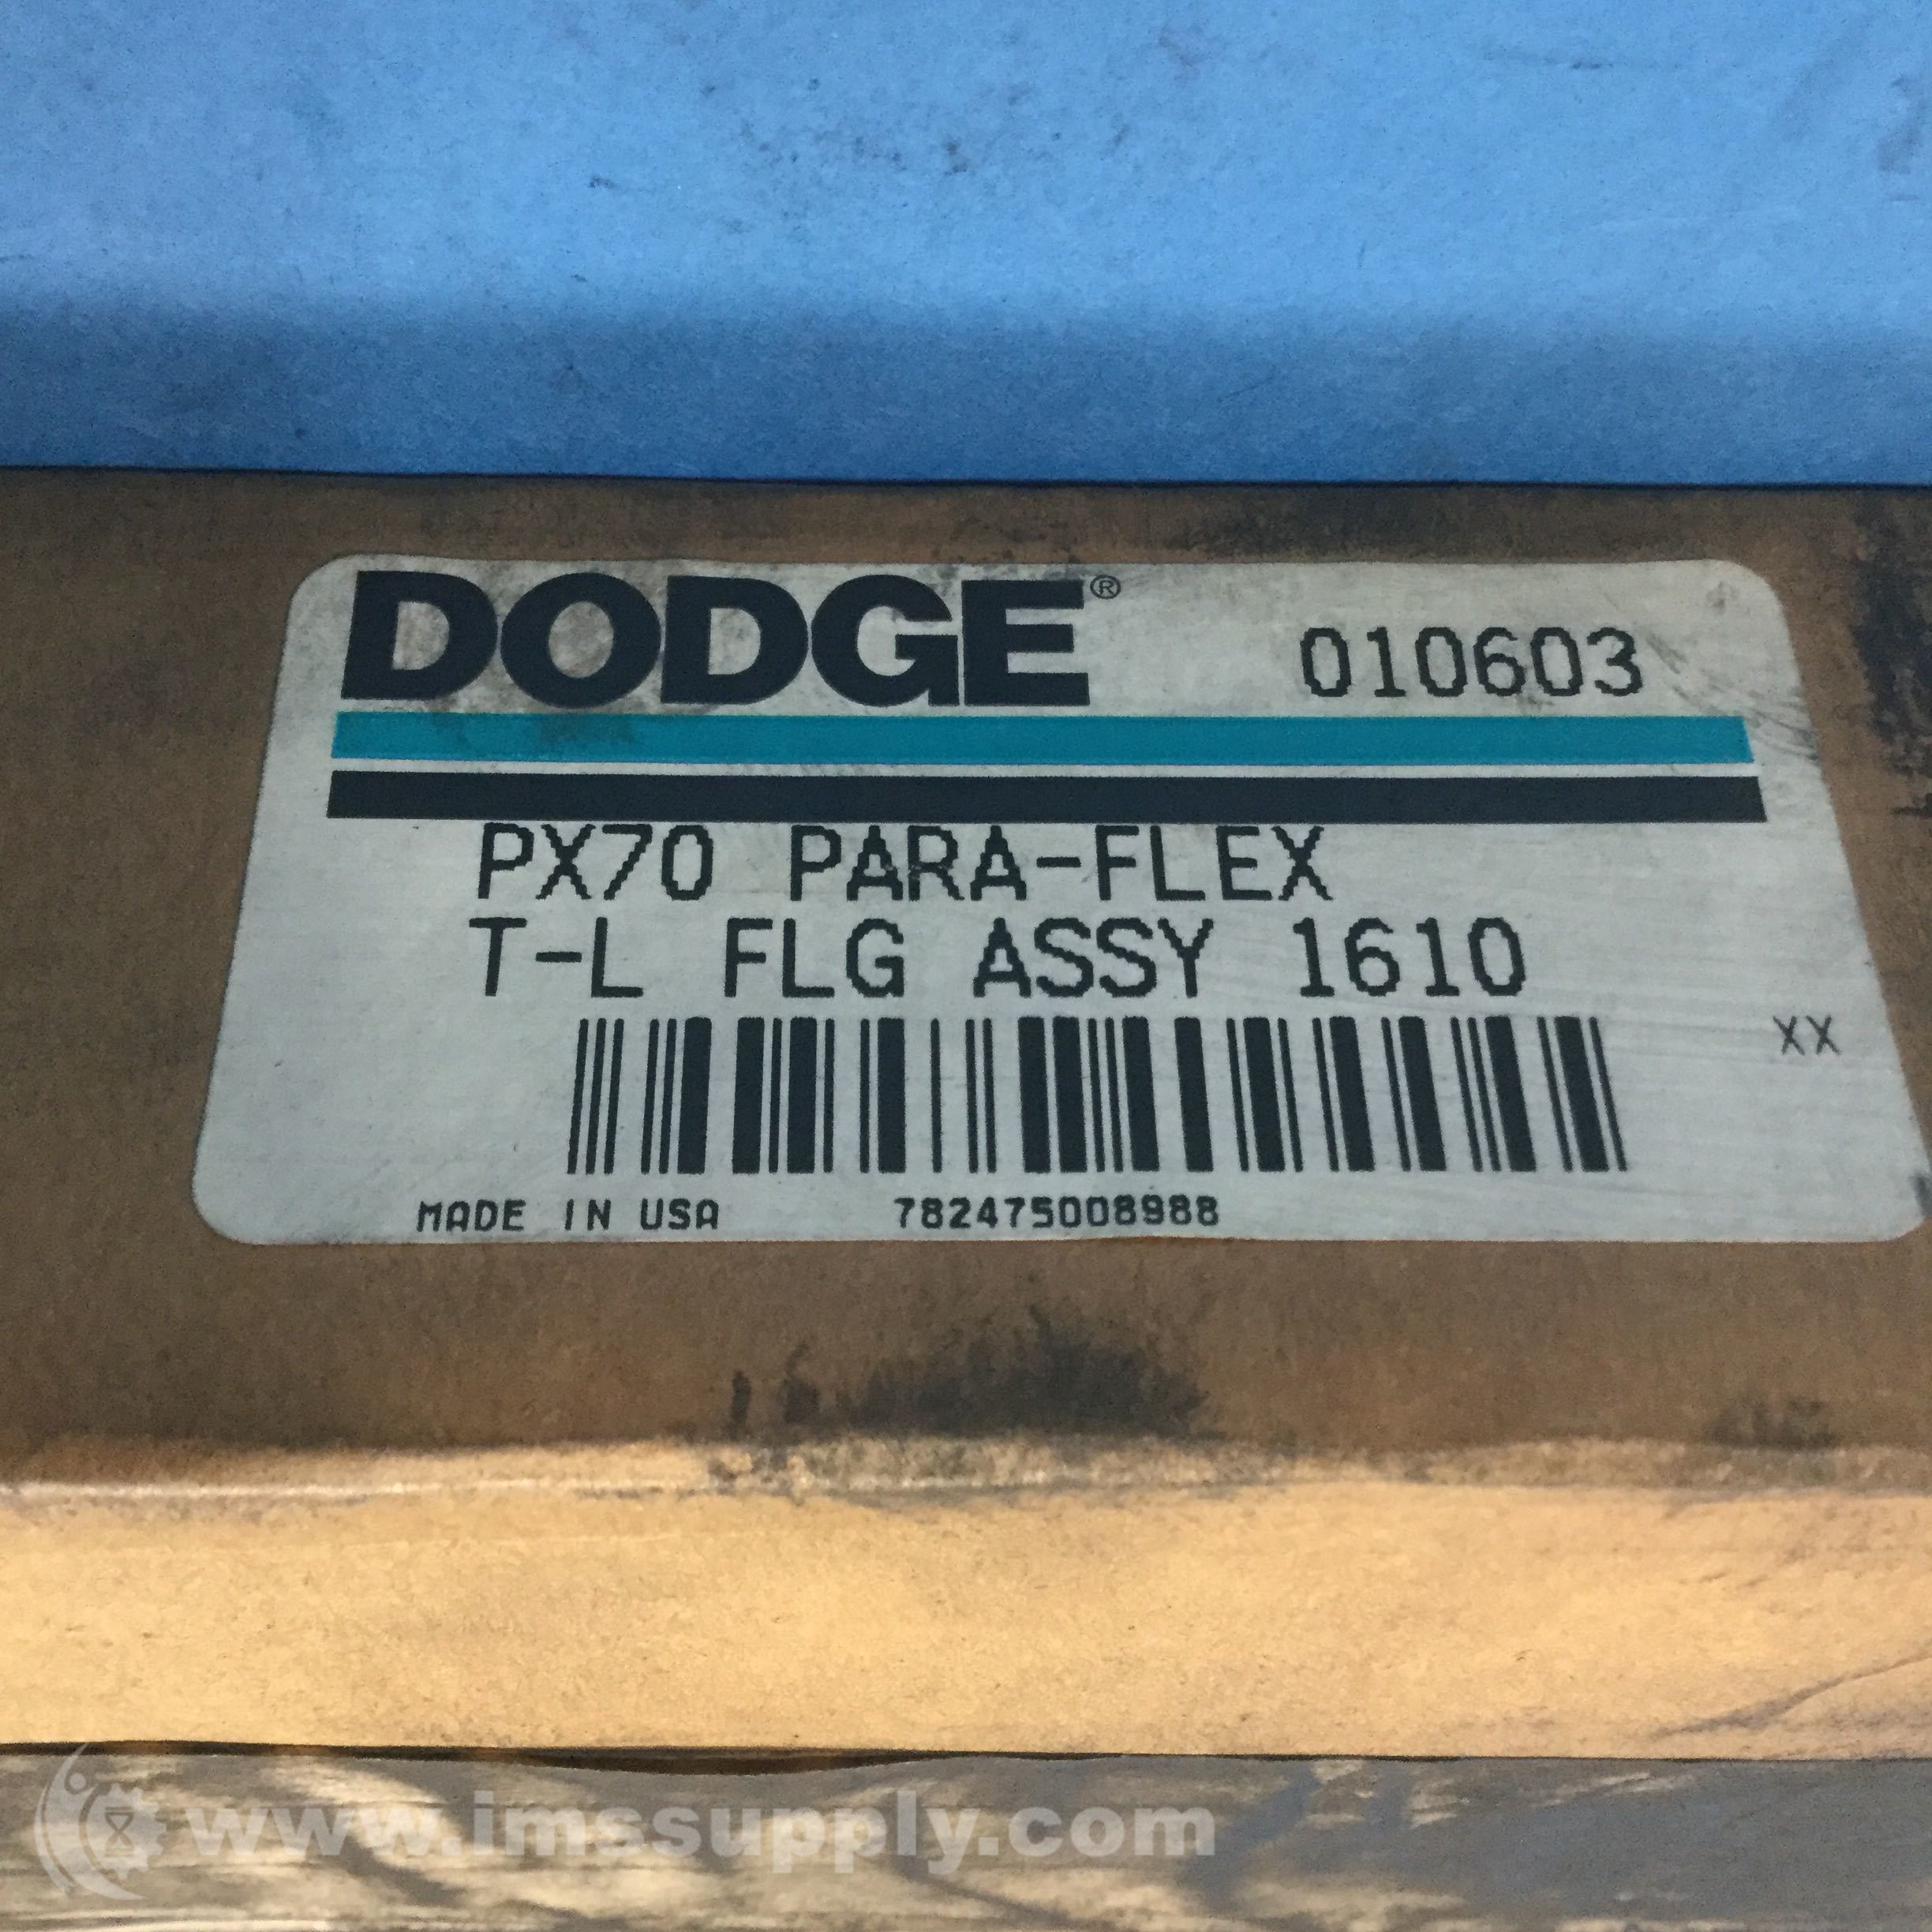 DODGE® 010603
PX70 PARA-FLEX
T-L FLG ASSY 1610
XX
MADE IN USA 782475008988
www.imssupply.com